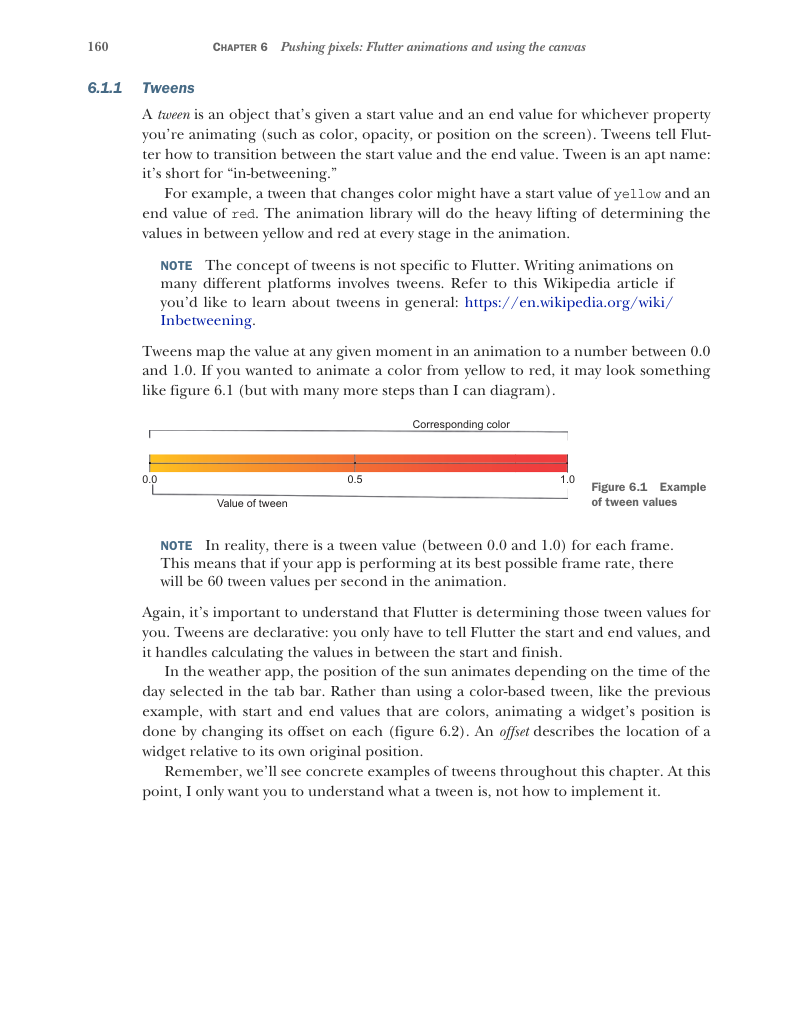 160 CHAPTER 6 Pushing pixels: Flutter animations and using the canvas
6.1.1 Tweens
A tween is an object that's given a start value and an end value for whichever property
you're animating (such as color, opacity, or position on the screen). Tweens tell Flut-
ter how to transition between the start value and the end value. Tween is an apt name:
it's short for “in-betweening.”
For example, a tween that changes color might have a start value of yellow and an
end value of red. The animation library will do the heavy lifting of determining the
values in between yellow and red at every stage in the animation.
NOTE The concept of tweens is not specific to Flutter. Writing animations on
many different platforms involves tweens. Refer to this Wikipedia article if
you'd like to learn about tweens in general: https://en.wikipedia.org/wiki/
Inbetweening.
Tweens map the value at any given moment in an animation to a number between 0.0
and 1.0. If you wanted to animate a color from yellow to red, it may look something
like figure 6.1 (but with many more steps than I can diagram).
Corresponding color
0.0 0.5 1.0
Value of tween
Figure 6.1 Example
of tween values
NOTE In reality, there is a tween value (between 0.0 and 1.0) for each frame.
This means that if your app is performing at its best possible frame rate, there
will be 60 tween values per second in the animation.
Again, it's important to understand that Flutter is determining those tween values for
you. Tweens are declarative: you only have to tell Flutter the start and end values, and
it handles calculating the values in between the start and finish.
In the weather app, the position of the sun animates depending on the time of the
day selected in the tab bar. Rather than using a color-based tween, like the previous
example, with start and end values that are colors, animating a widget's position is
done by changing its offset on each (figure 6.2). An offset describes the location of a
widget relative to its own original position.
Remember, we'll see concrete examples of tweens throughout this chapter. At this
point, I only want you to understand what a tween is, not how to implement it.